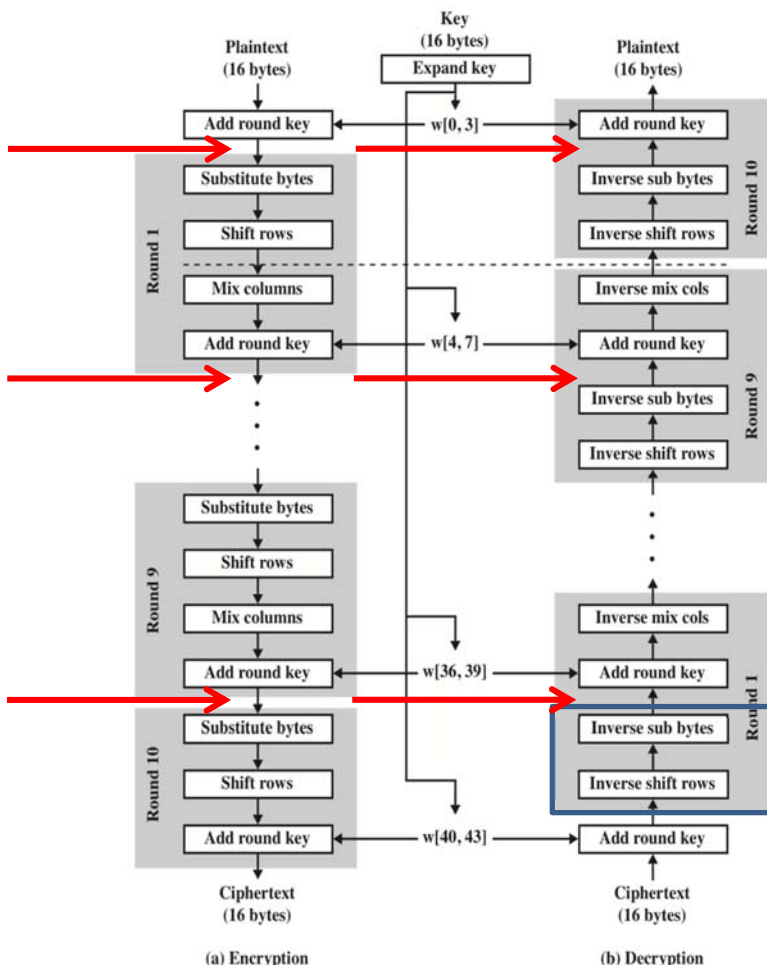 Plaintext
(16 bytes)
Add round key
Round 1
Substitute bytes
Shift rows
Mix columns
Add round key
Round 9
Substitute bytes
Shift rows
Mix columns
Add round key
Round 10
Substitute bytes
Shift rows
Add round key
Ciphertext
(16 bytes)
(a) Encryption
Key
(16 bytes)
Expand key
w[0, 3]
w[4, 7]
w[36, 39]
w[40, 43]
Plaintext
(16 bytes)
Add round key
Inverse sub bytes
Inverse shift rows
Round 10
Inverse mix cols
Add round key
Inverse sub bytes
Inverse shift rows
Round 9
Inverse mix cols
Add round key
Inverse sub bytes
Inverse shift rows
Round 1
Add round key
Ciphertext
(16 bytes)
(b) Decryption